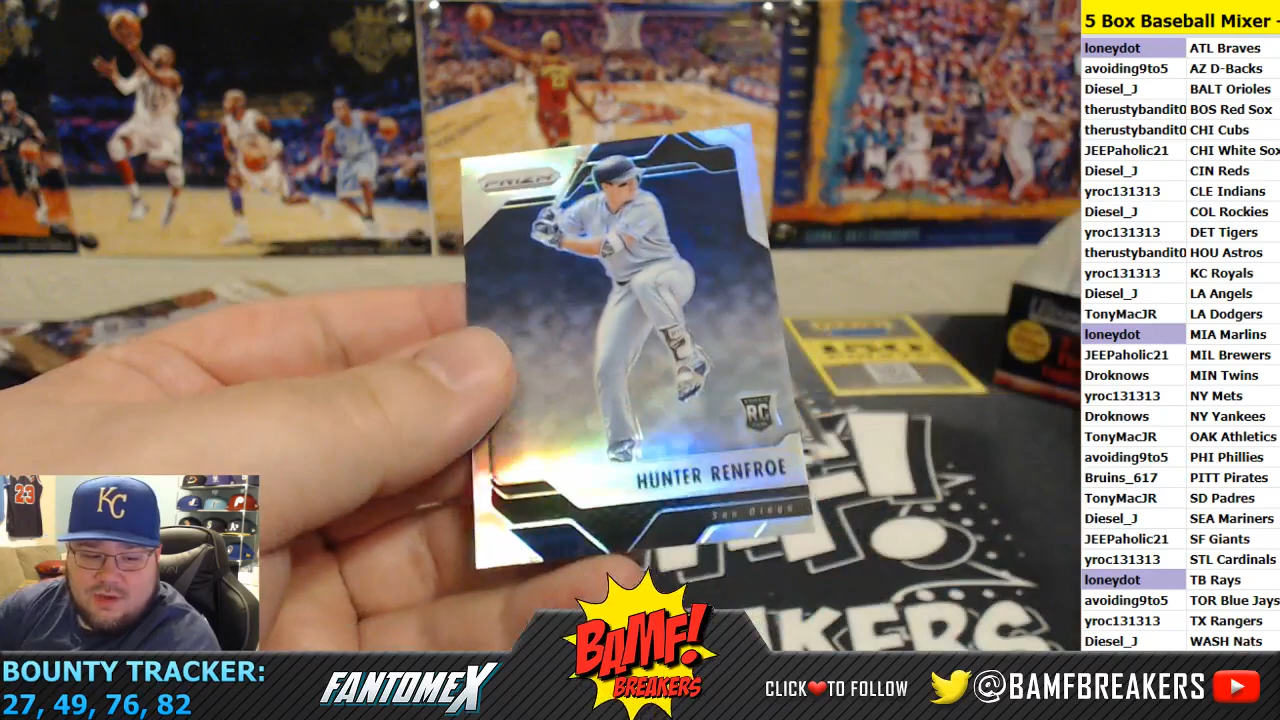 5 Box Baseball Mixer -
loneydot ATL Braves
avoiding9to5 AZ D-Backs
Diesel_J BALT Orioles
therustybandit0 BOS Red Sox
therustybandit0 CHI Cubs
JEEPaholic21 CHI White Sox
Diesel_J CIN Reds
yroc131313 CLE Indians
Diesel_J COL Rockies
yroc131313 DET Tigers
therustybandit0 HOU Astros
yroc131313 KC Royals
Diesel_J LA Angels
TonyMacJR LA Dodgers
loneydot MIA Marlins
JEEPaholic21 MIL Brewers
Droknows MIN Twins
yroc131313 NY Mets
Droknows NY Yankees
TonyMacJR OAK Athletics
avoiding9to5 PHI Phillies
Bruins_617 PITT Pirates
TonyMacJR SD Padres
Diesel_J SEA Mariners
JEEPaholic21 SF Giants
yroc131313 STL Cardinals
loneydot TB Rays
avoiding9to5 TOR Blue Jays
yroc131313 TX Rangers
Diesel_J WASH Nats
PRIZM
RC
HUNTER RENFROE
San Diego
KERS
23
KC
BOUNTY TRACKER:
27, 49, 76, 82
FANTOMEX
BAMF!
BREAKERS
CLICK TO FOLLOW
@BAMFBREAKERS